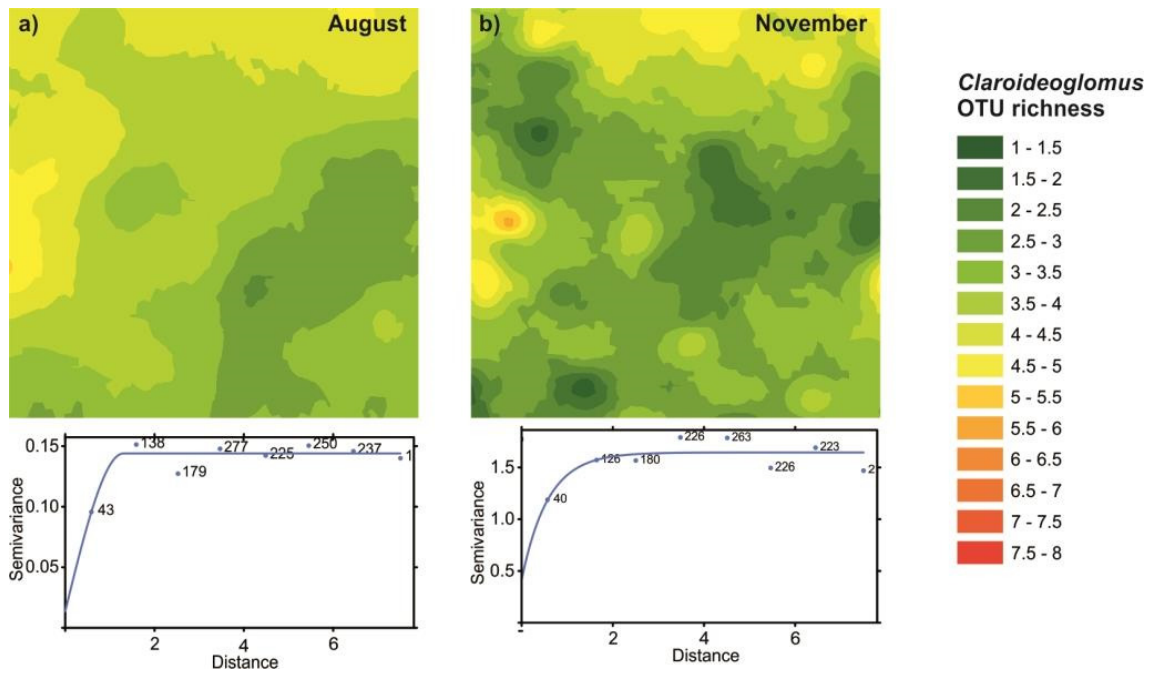 a)
August
b)
November
Claroideoglomus
OTU richness
1 - 1.5
1.5 - 2
2 - 2.5
2.5 - 3
3 - 3.5
3.5 - 4
4 - 4.5
4.5 - 5
5 - 5.5
5.5 - 6
6 - 6.5
6.5 - 7
7 - 7.5
7.5 - 8
Semivariance
0.15
0.10
0.05
138
277
250
237
225
1
179
43
2
4
6
Distance
Semivariance
1.5
1.0
0.5
226
263
223
126
180
226
2
40
-
2
4
6
Distance